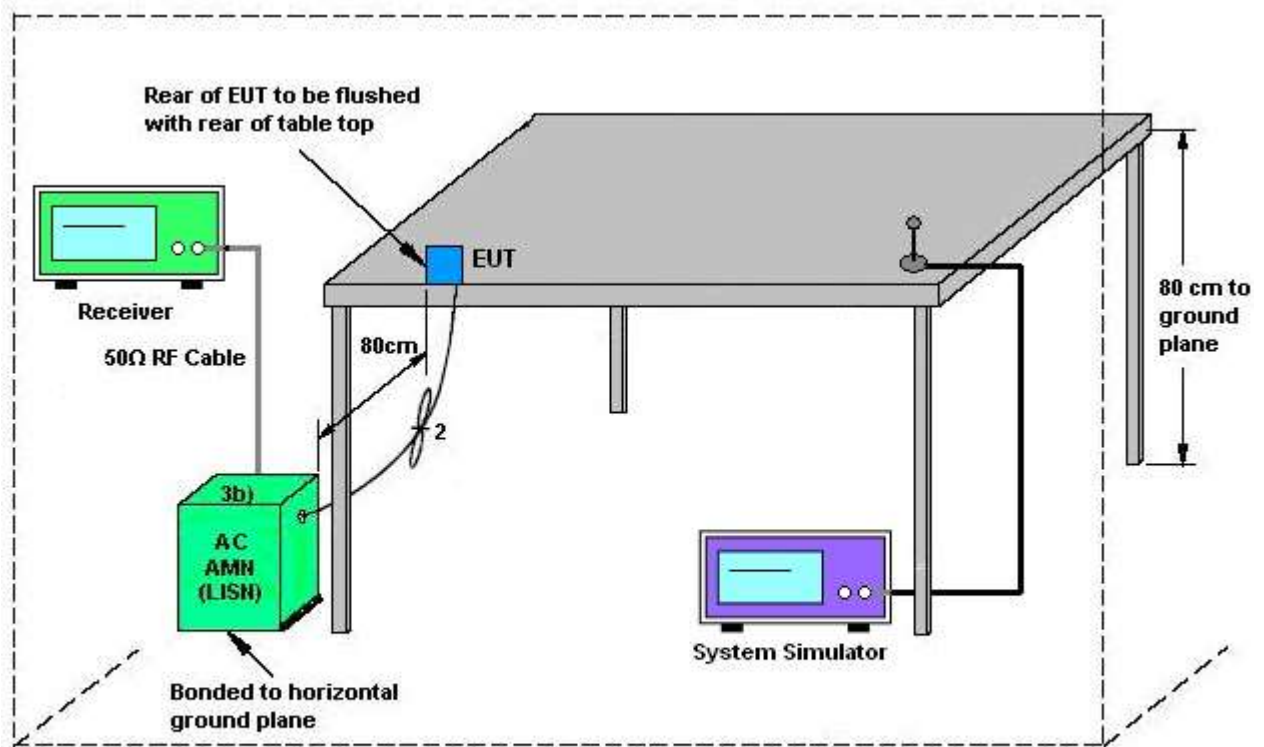 Rear of EUT to be flushed
with rear of table top
EUT
Receiver
50Ω RF Cable
80cm
2
80 cm to
ground
plane
3b)
AC
AMN
(LISN)
System Simulator
Bonded to horizontal
ground plane